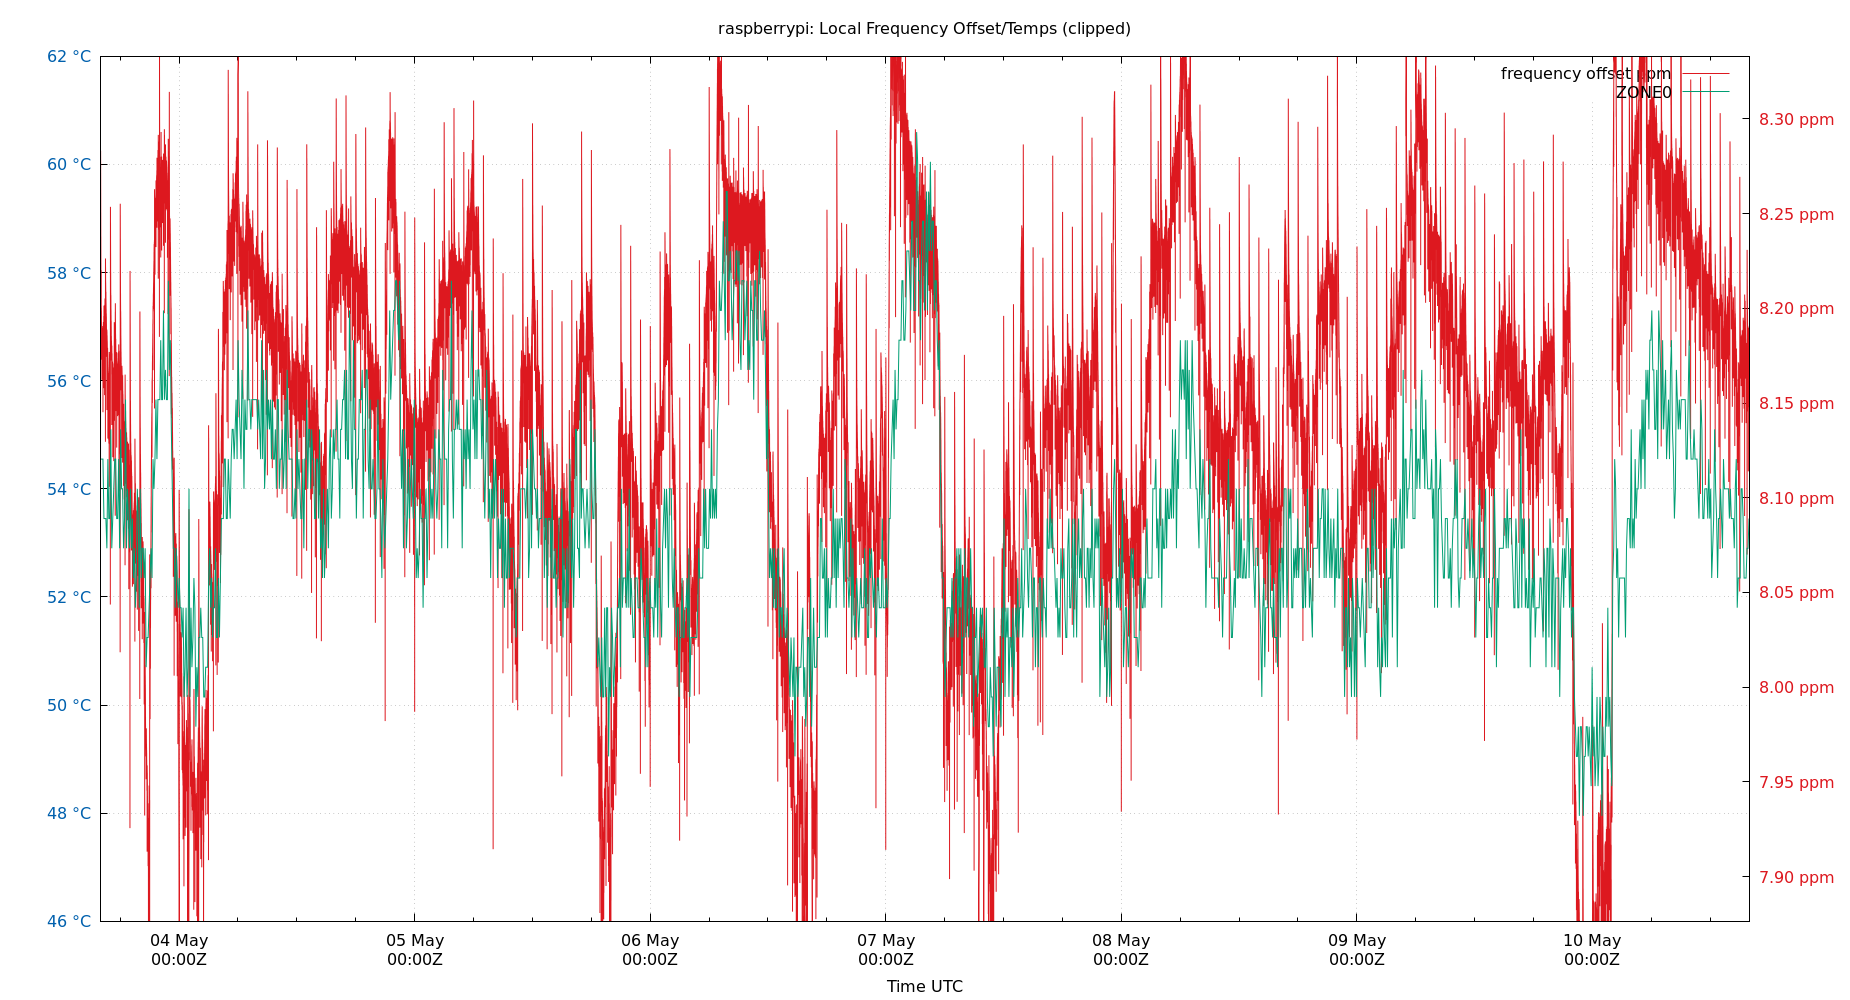 raspberrypi: Local Frequency Offset/Temps (clipped)
62 °C
60 °C
58 °C
56 °C
54 °C
52 °C
50 °C
48 °C
46 °C
frequency offset ppm
ZONE0
8.30 ppm
8.25 ppm
8.20 ppm
8.15 ppm
8.10 ppm
8.05 ppm
8.00 ppm
7.95 ppm
7.90 ppm
04 May 05 May 06 May 07 May 08 May 09 May 10 May
00:00Z 00:00Z 00:00Z 00:00Z 00:00Z 00:00Z 00:00Z
Time UTC